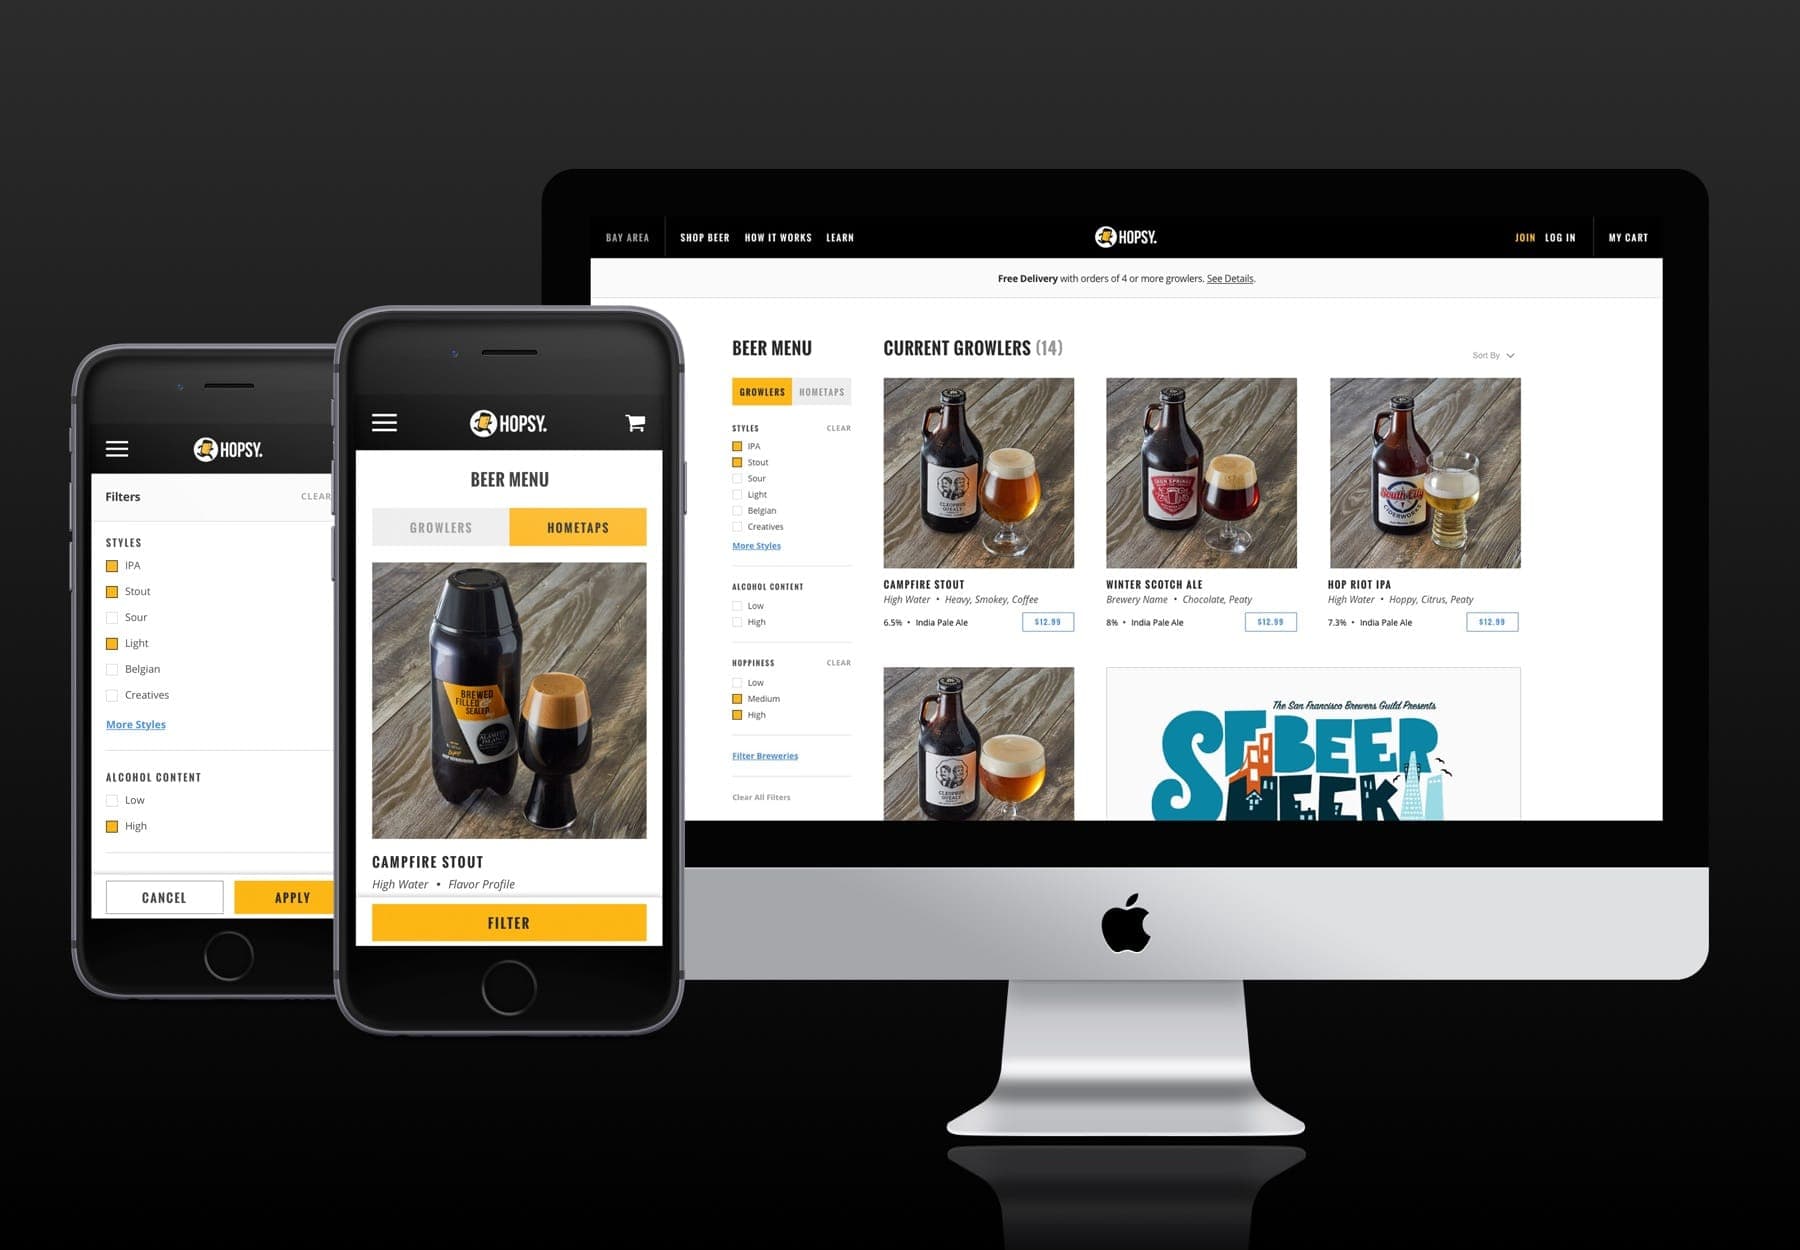 HOPSY.
Filters
CLEAR
STYLES
IPA
Stout
Sour
Light
Belgian
Creatives
More Styles
ALCOHOL CONTENT
Low
High
CANCEL
APPLY
HOPSY.
BEER MENU
GROWLERS
HOMETAPS
BREWED
FILLED &
SEALED
CAMPFIRE STOUT
High Water • Flavor Profile
FILTER
BAY AREA
SHOP BEER
HOW IT WORKS
LEARN
HOPSY.
JOIN
LOG IN
MY CART
Free Delivery with orders of 4 or more growlers. See Details.
BEER MENU
GROWLERS
HOMETAPS
STYLES
CLEAR
IPA
Stout
Sour
Light
Belgian
Creatives
More Styles
ALCOHOL CONTENT
Low
High
HOPPINESS
CLEAR
Low
Medium
High
Filter Breweries
Clear All Filters
CURRENT GROWLERS (14)
Sort By
CLEOPHUS
QUEALY
South City
CIDERWORKS
CAMPFIRE STOUT
High Water • Heavy, Smokey, Coffee
6.5% • India Pale Ale
$12.99
WINTER SCOTCH ALE
Brewery Name • Chocolate, Peaty
8% • India Pale Ale
$12.99
HOP RIOT IPA
High Water • Hoppy, Citrus, Peaty
7.3% • India Pale Ale
$12.99
CLEOPHUS
QUEALY
The San Francisco Brewers Guild Presents
SF BEER
WEEK